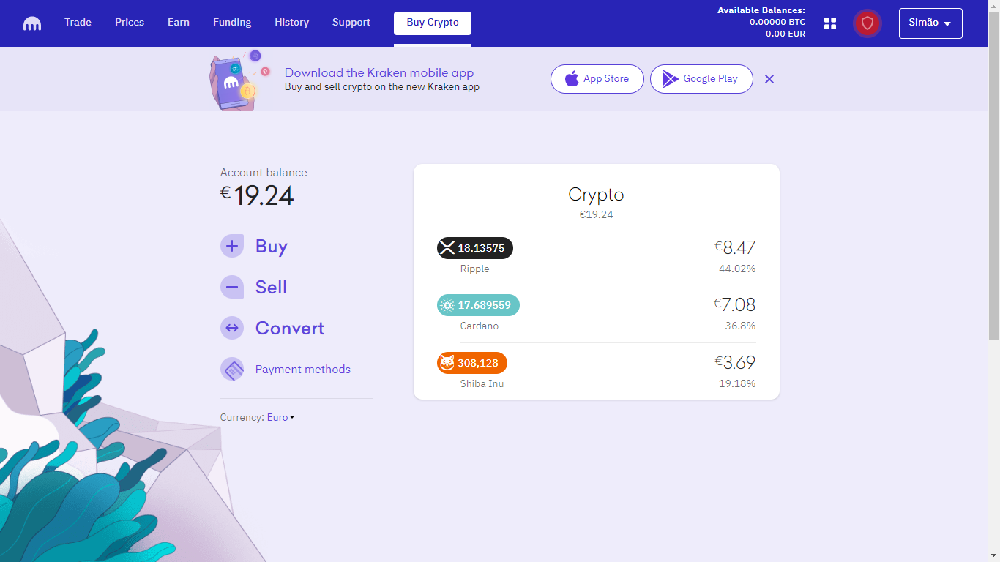 Trade Prices Earn Funding History Support Buy Crypto
Available Balances:
0.00000 BTC
0.00 EUR
Simão
Download the Kraken mobile app
Buy and sell crypto on the new Kraken app
App Store
Google Play
Account balance
€19.24
Buy
Sell
Convert
Payment methods
Currency: Euro
Crypto
€19.24
18.13575 €8.47
Ripple 44.02%
17.689559 €7.08
Cardano 36.8%
308,128 €3.69
Shiba Inu 19.18%